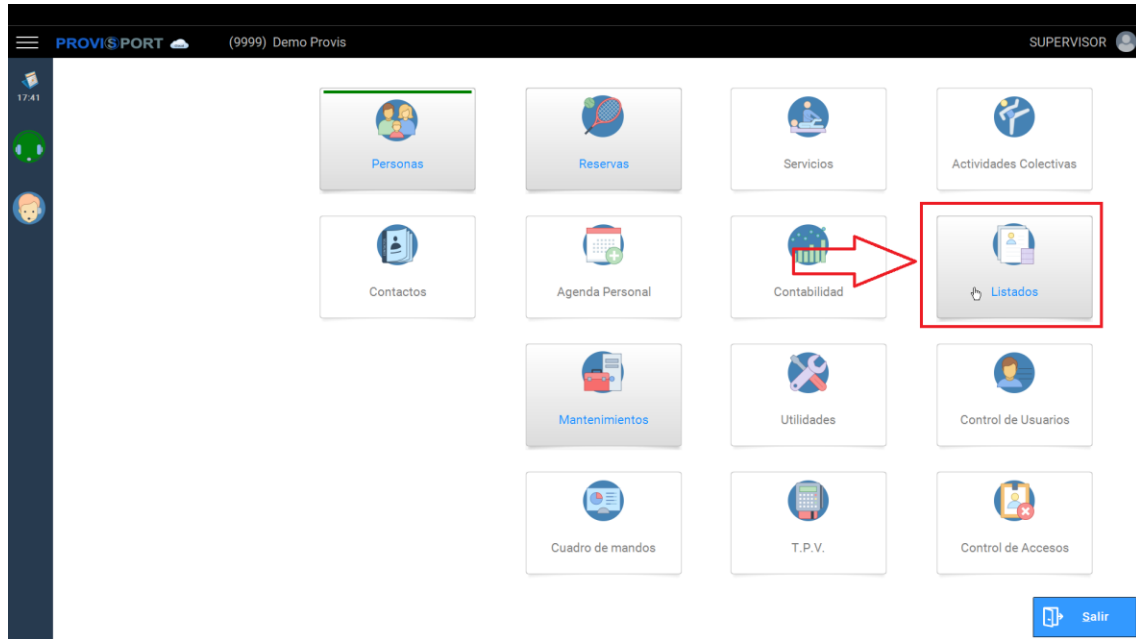 PROVISPORT (9999) Demo Provis SUPERVISOR
17:41
Personas Reservas Servicios Actividades Colectivas
Contactos Agenda Personal Contabilidad Listados
Mantenimientos Utilidades Control de Usuarios
Cuadro de mandos T.P.V. Control de Accesos
Salir